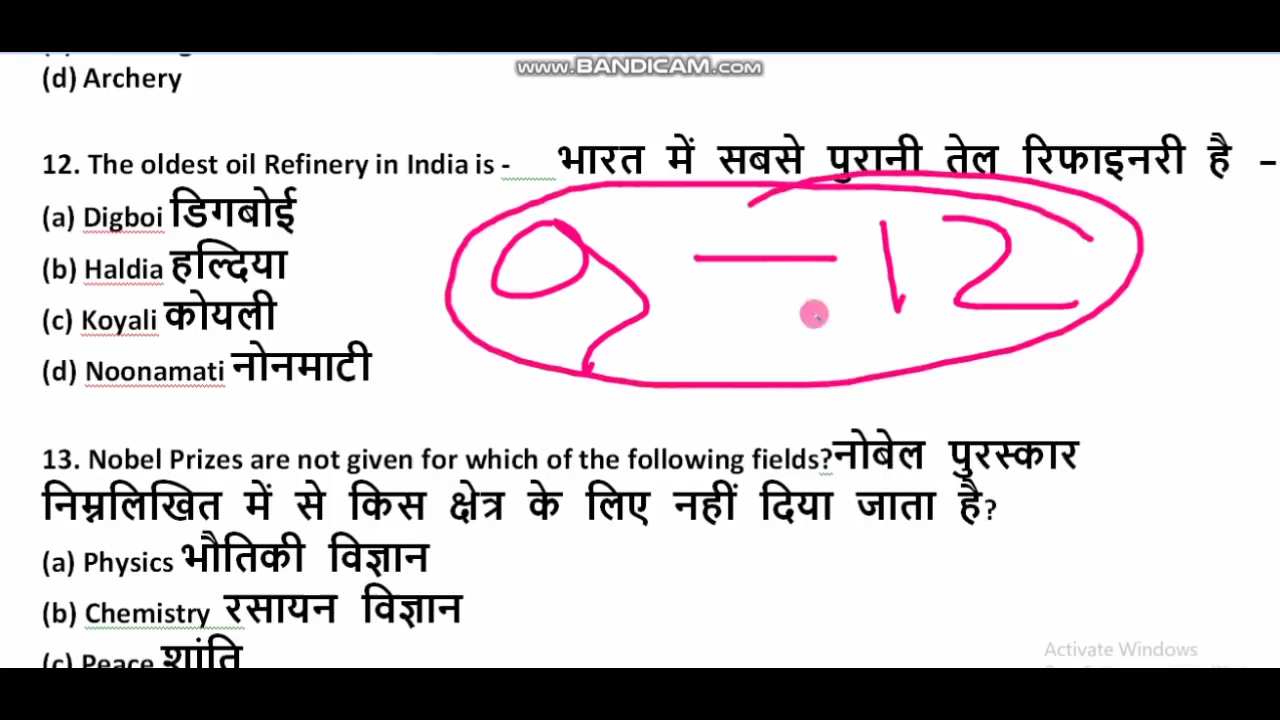 (d) Archery
www.BANDICAM.com
12. The oldest oil Refinery in India is - भारत में सबसे पुरानी तेल रिफाइनरी है –
(a) Digboi डिगबोई
(b) Haldia हल्दिया
(c) Koyali कोयली
(d) Noonamati नोनमाटी
9 – 12
13. Nobel Prizes are not given for which of the following fields?नोबेल पुरस्कार
निम्नलिखित में से किस क्षेत्र के लिए नहीं दिया जाता है?
(a) Physics भौतिकी विज्ञान
(b) Chemistry रसायन विज्ञान
(c) Peace शांति
Activate Windows